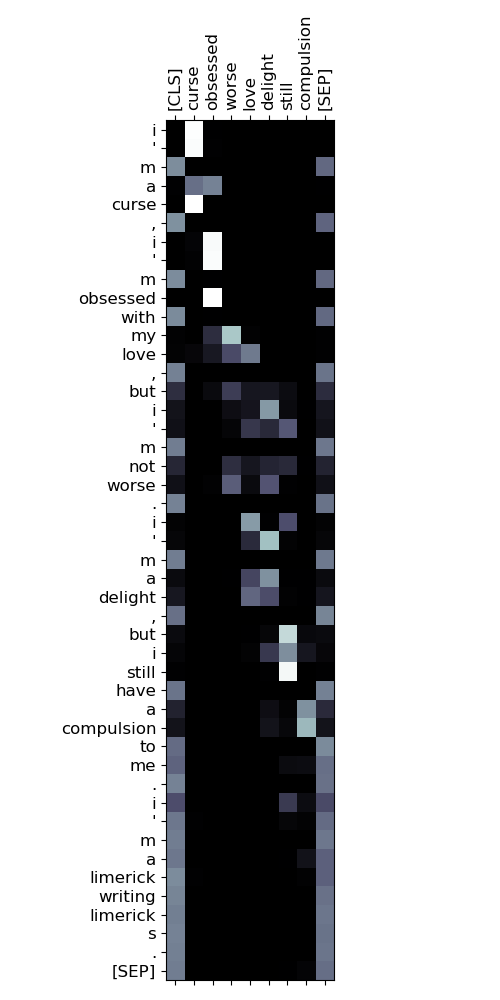 [CLS]
curse
obsessed
worse
love
delight
still
compulsion
[SEP]
i
'
m
a
curse
,
i
'
m
obsessed
with
my
love
,
but
i
'
m
not
worse
.
i
'
m
a
delight
,
but
i
still
have
a
compulsion
to
me
.
i
'
m
a
limerick
writing
limerick
s
.
[SEP]